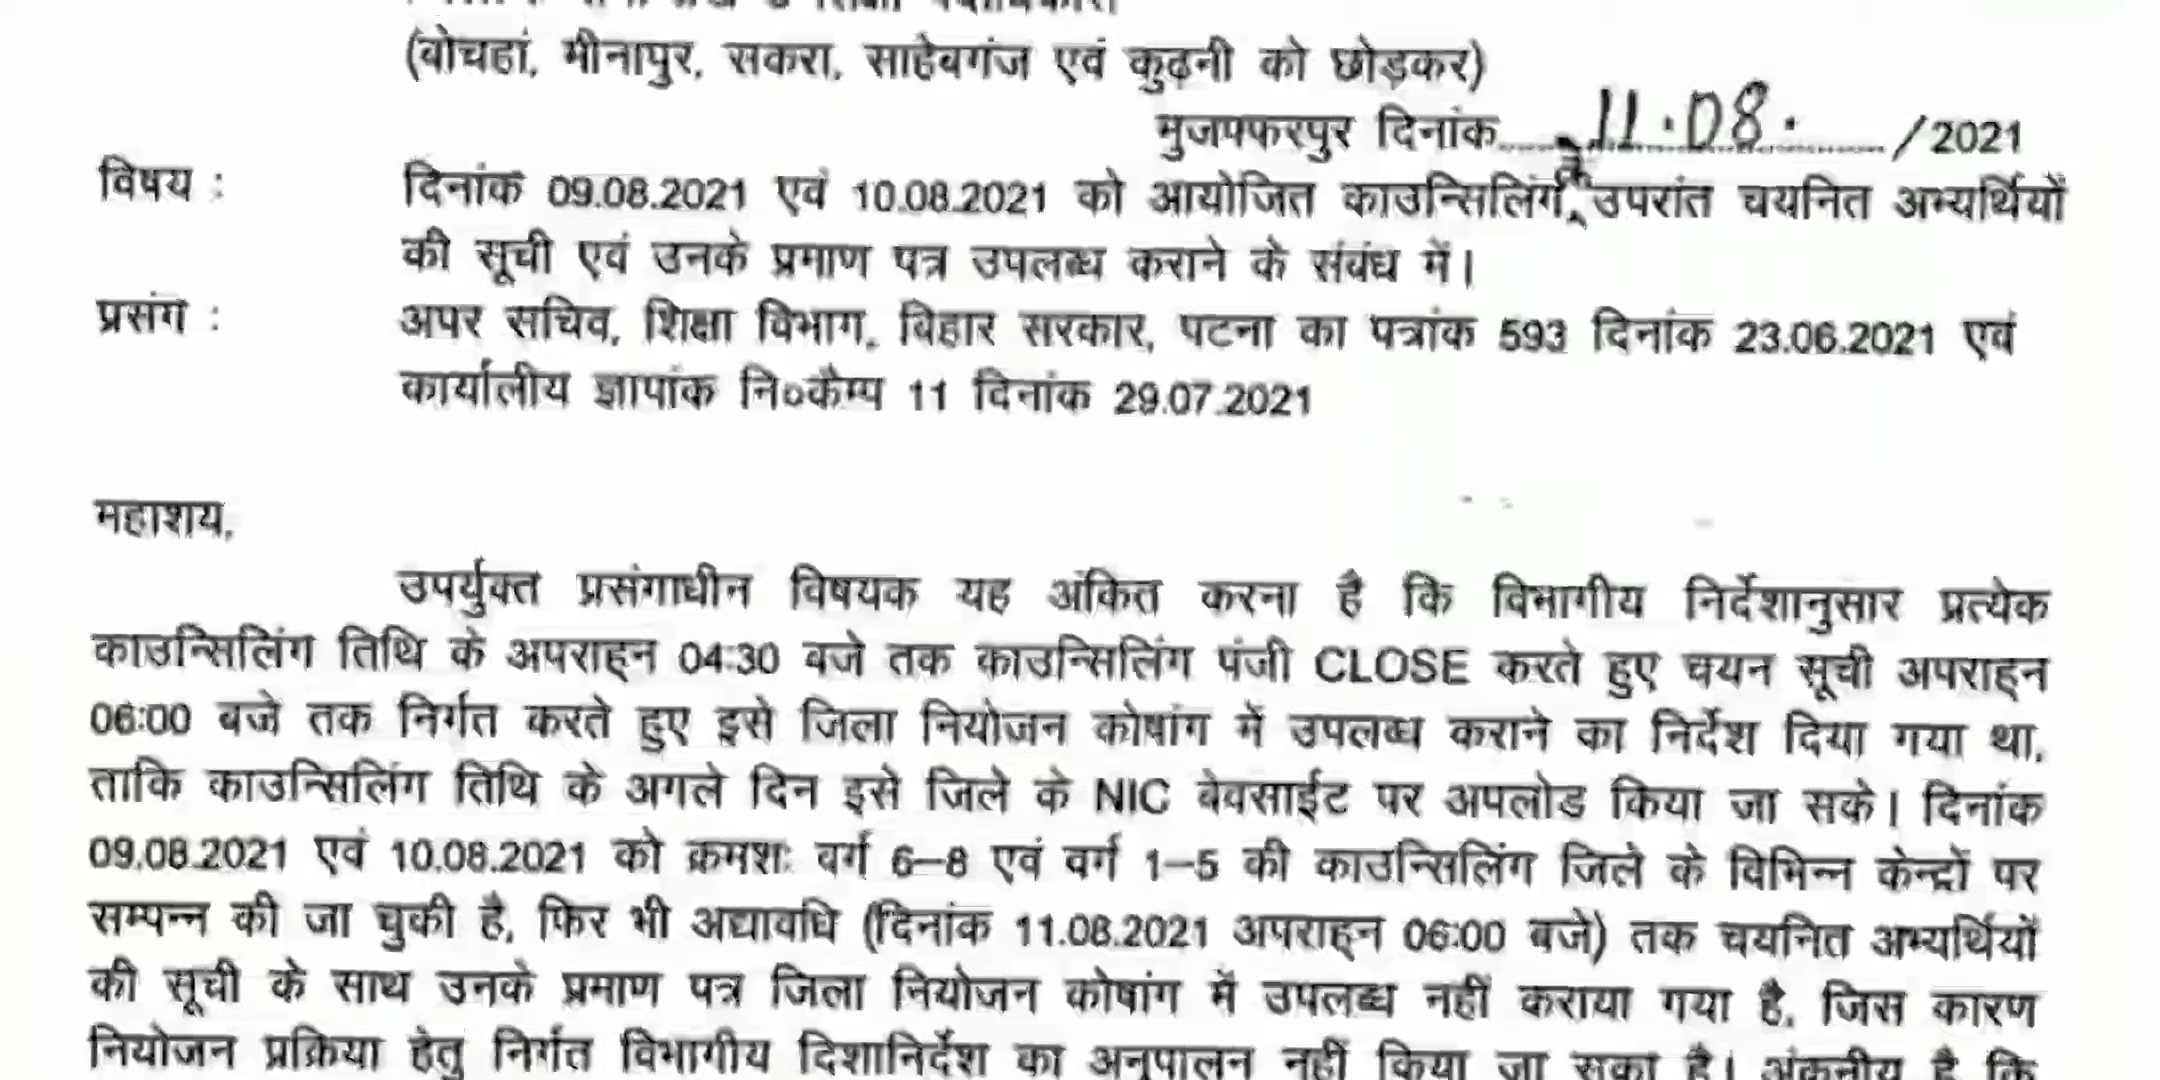 (बोचहां, मीनापुर, सकरा, साहेबगंज एवं कुढ़नी को छोड़कर)
मुजफ्फरपुर दिनांक 11.08. /2021
विषय : दिनांक 09.08.2021 एवं 10.08.2021 को आयोजित काउन्सिलिंग उपरांत चयनित अभ्यर्थियों
की सूची एवं उनके प्रमाण पत्र उपलब्ध कराने के संबंध में।
प्रसंग : अपर सचिव, शिक्षा विभाग, बिहार सरकार, पटना का पत्रांक 593 दिनांक 23.06.2021 एवं
कार्यालीय ज्ञापांक नि०कैम्प 11 दिनांक 29.07.2021
महाशय,
उपर्युक्त प्रसंगाधीन विषयक यह अंकित करना है कि विभागीय निर्देशानुसार प्रत्येक
काउन्सिलिंग तिथि के अपराह्न 04:30 बजे तक काउन्सिलिंग पंजी CLOSE करते हुए चयन सूची अपराह्न
06:00 बजे तक निर्गत करते हुए इसे जिला नियोजन कोषांग में उपलब्ध कराने का निर्देश दिया गया था,
ताकि काउन्सिलिंग तिथि के अगले दिन इसे जिले के NIC वेवसाईट पर अपलोड किया जा सके। दिनांक
09.08.2021 एवं 10.08.2021 को क्रमशः वर्ग 6–8 एवं वर्ग 1–5 की काउन्सिलिंग जिले के विभिन्न केन्द्रों पर
सम्पन्न की जा चुकी है, फिर भी अद्यावधि (दिनांक 11.08.2021 अपराह्न 06:00 बजे) तक चयनित अभ्यर्थियों
की सूची के साथ उनके प्रमाण पत्र जिला नियोजन कोषांग में उपलब्ध नहीं कराया गया है, जिस कारण
नियोजन प्रक्रिया हेतु निर्गत विभागीय दिशानिर्देश का अनुपालन नहीं किया जा सका है। अंकनीय है कि